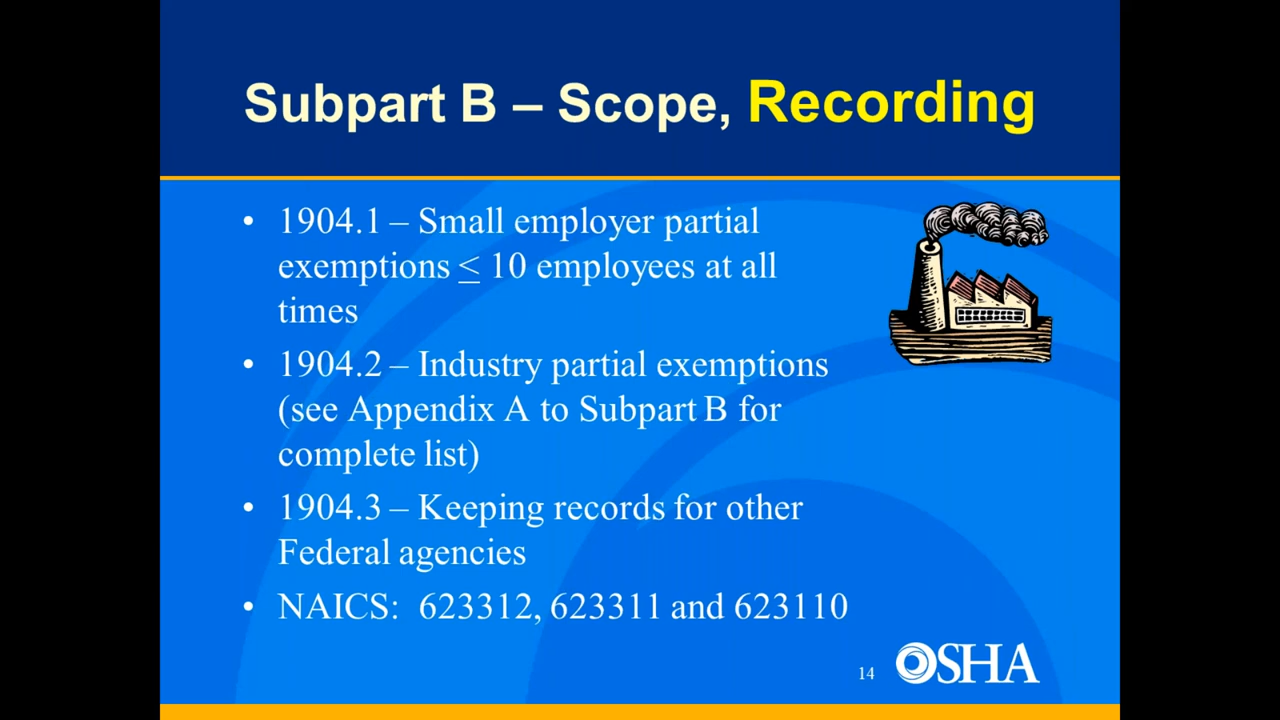 Subpart B – Scope, Recording
• 1904.1 – Small employer partial
exemptions ≤ 10 employees at all
times
• 1904.2 – Industry partial exemptions
(see Appendix A to Subpart B for
complete list)
• 1904.3 – Keeping records for other
Federal agencies
• NAICS: 623312, 623311 and 623110
14
OSHA